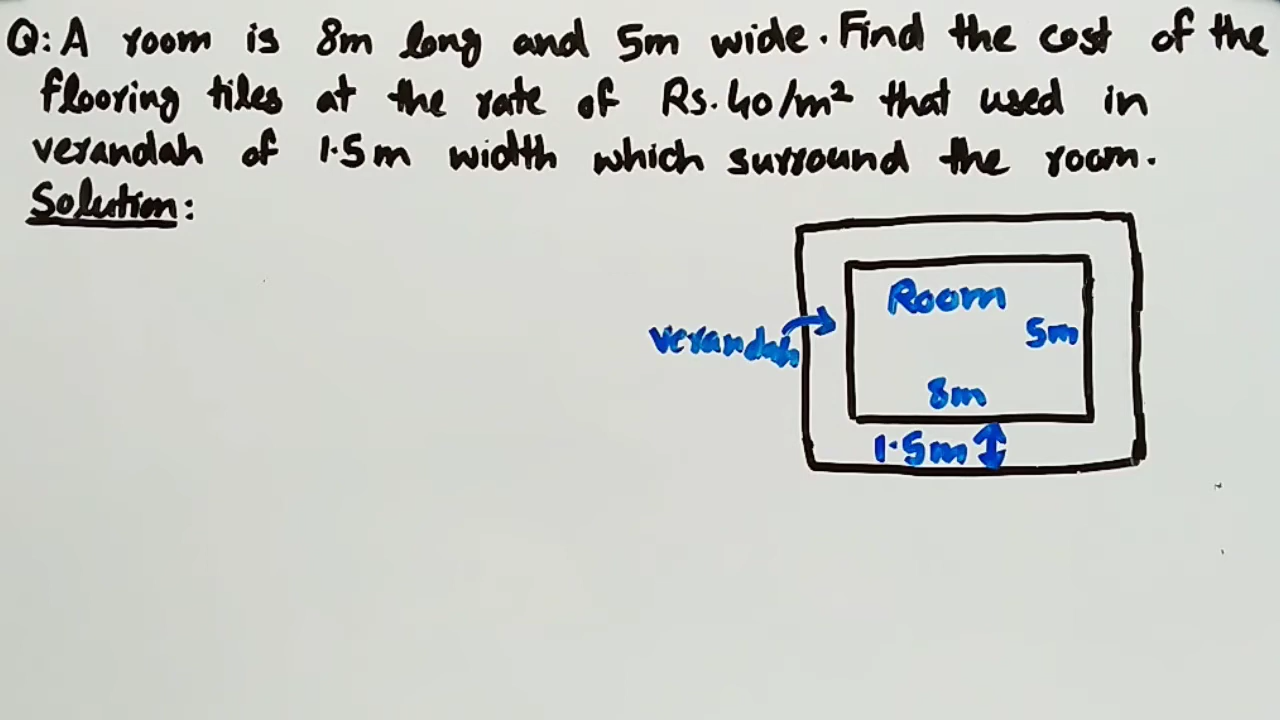 Q: A room is 8m long and 5m wide. Find the cost of the
flooring tiles at the rate of Rs. 40/m² that used in
verandah of 1.5m width which surround the room.
Solution:
Room
verandah
5m
8m
1.5m